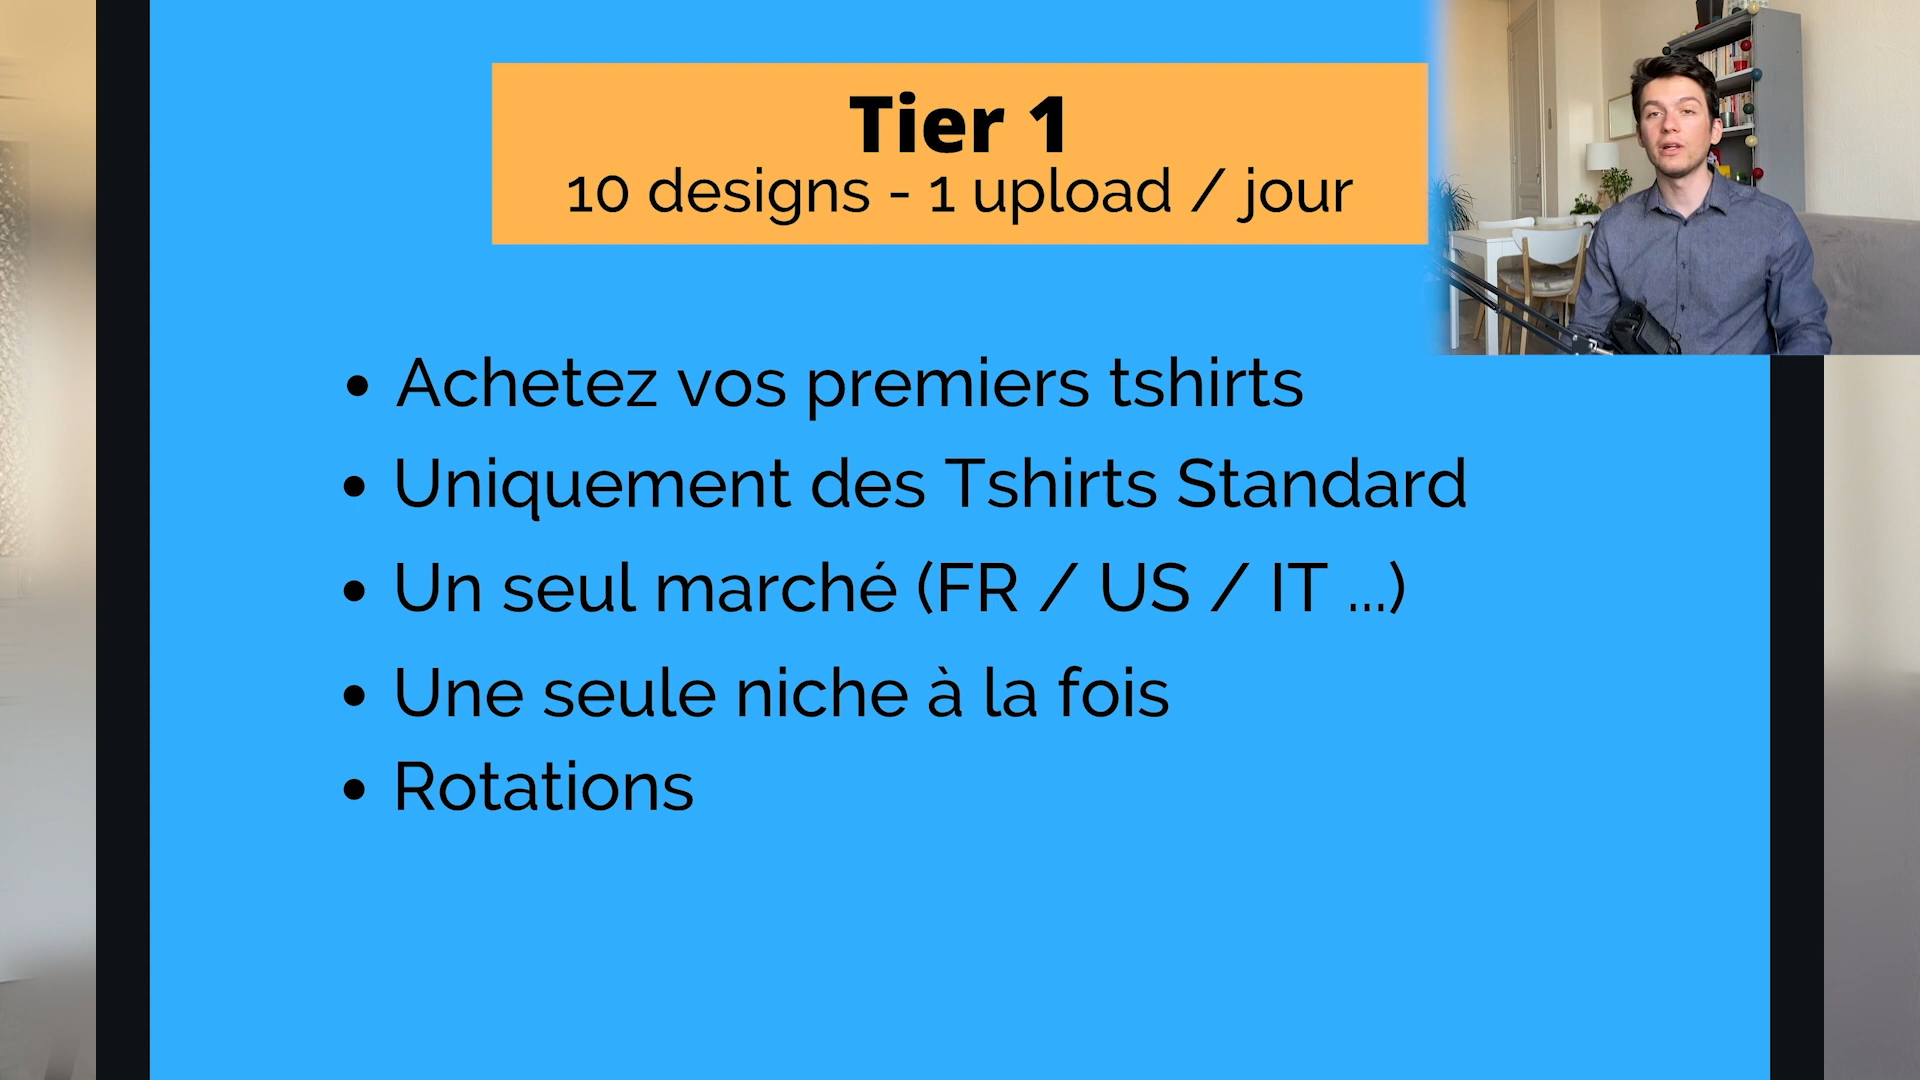 Tier 1
10 designs - 1 upload / jour
• Achetez vos premiers tshirts
• Uniquement des Tshirts Standard
• Un seul marché (FR / US / IT ...)
• Une seule niche à la fois
• Rotations